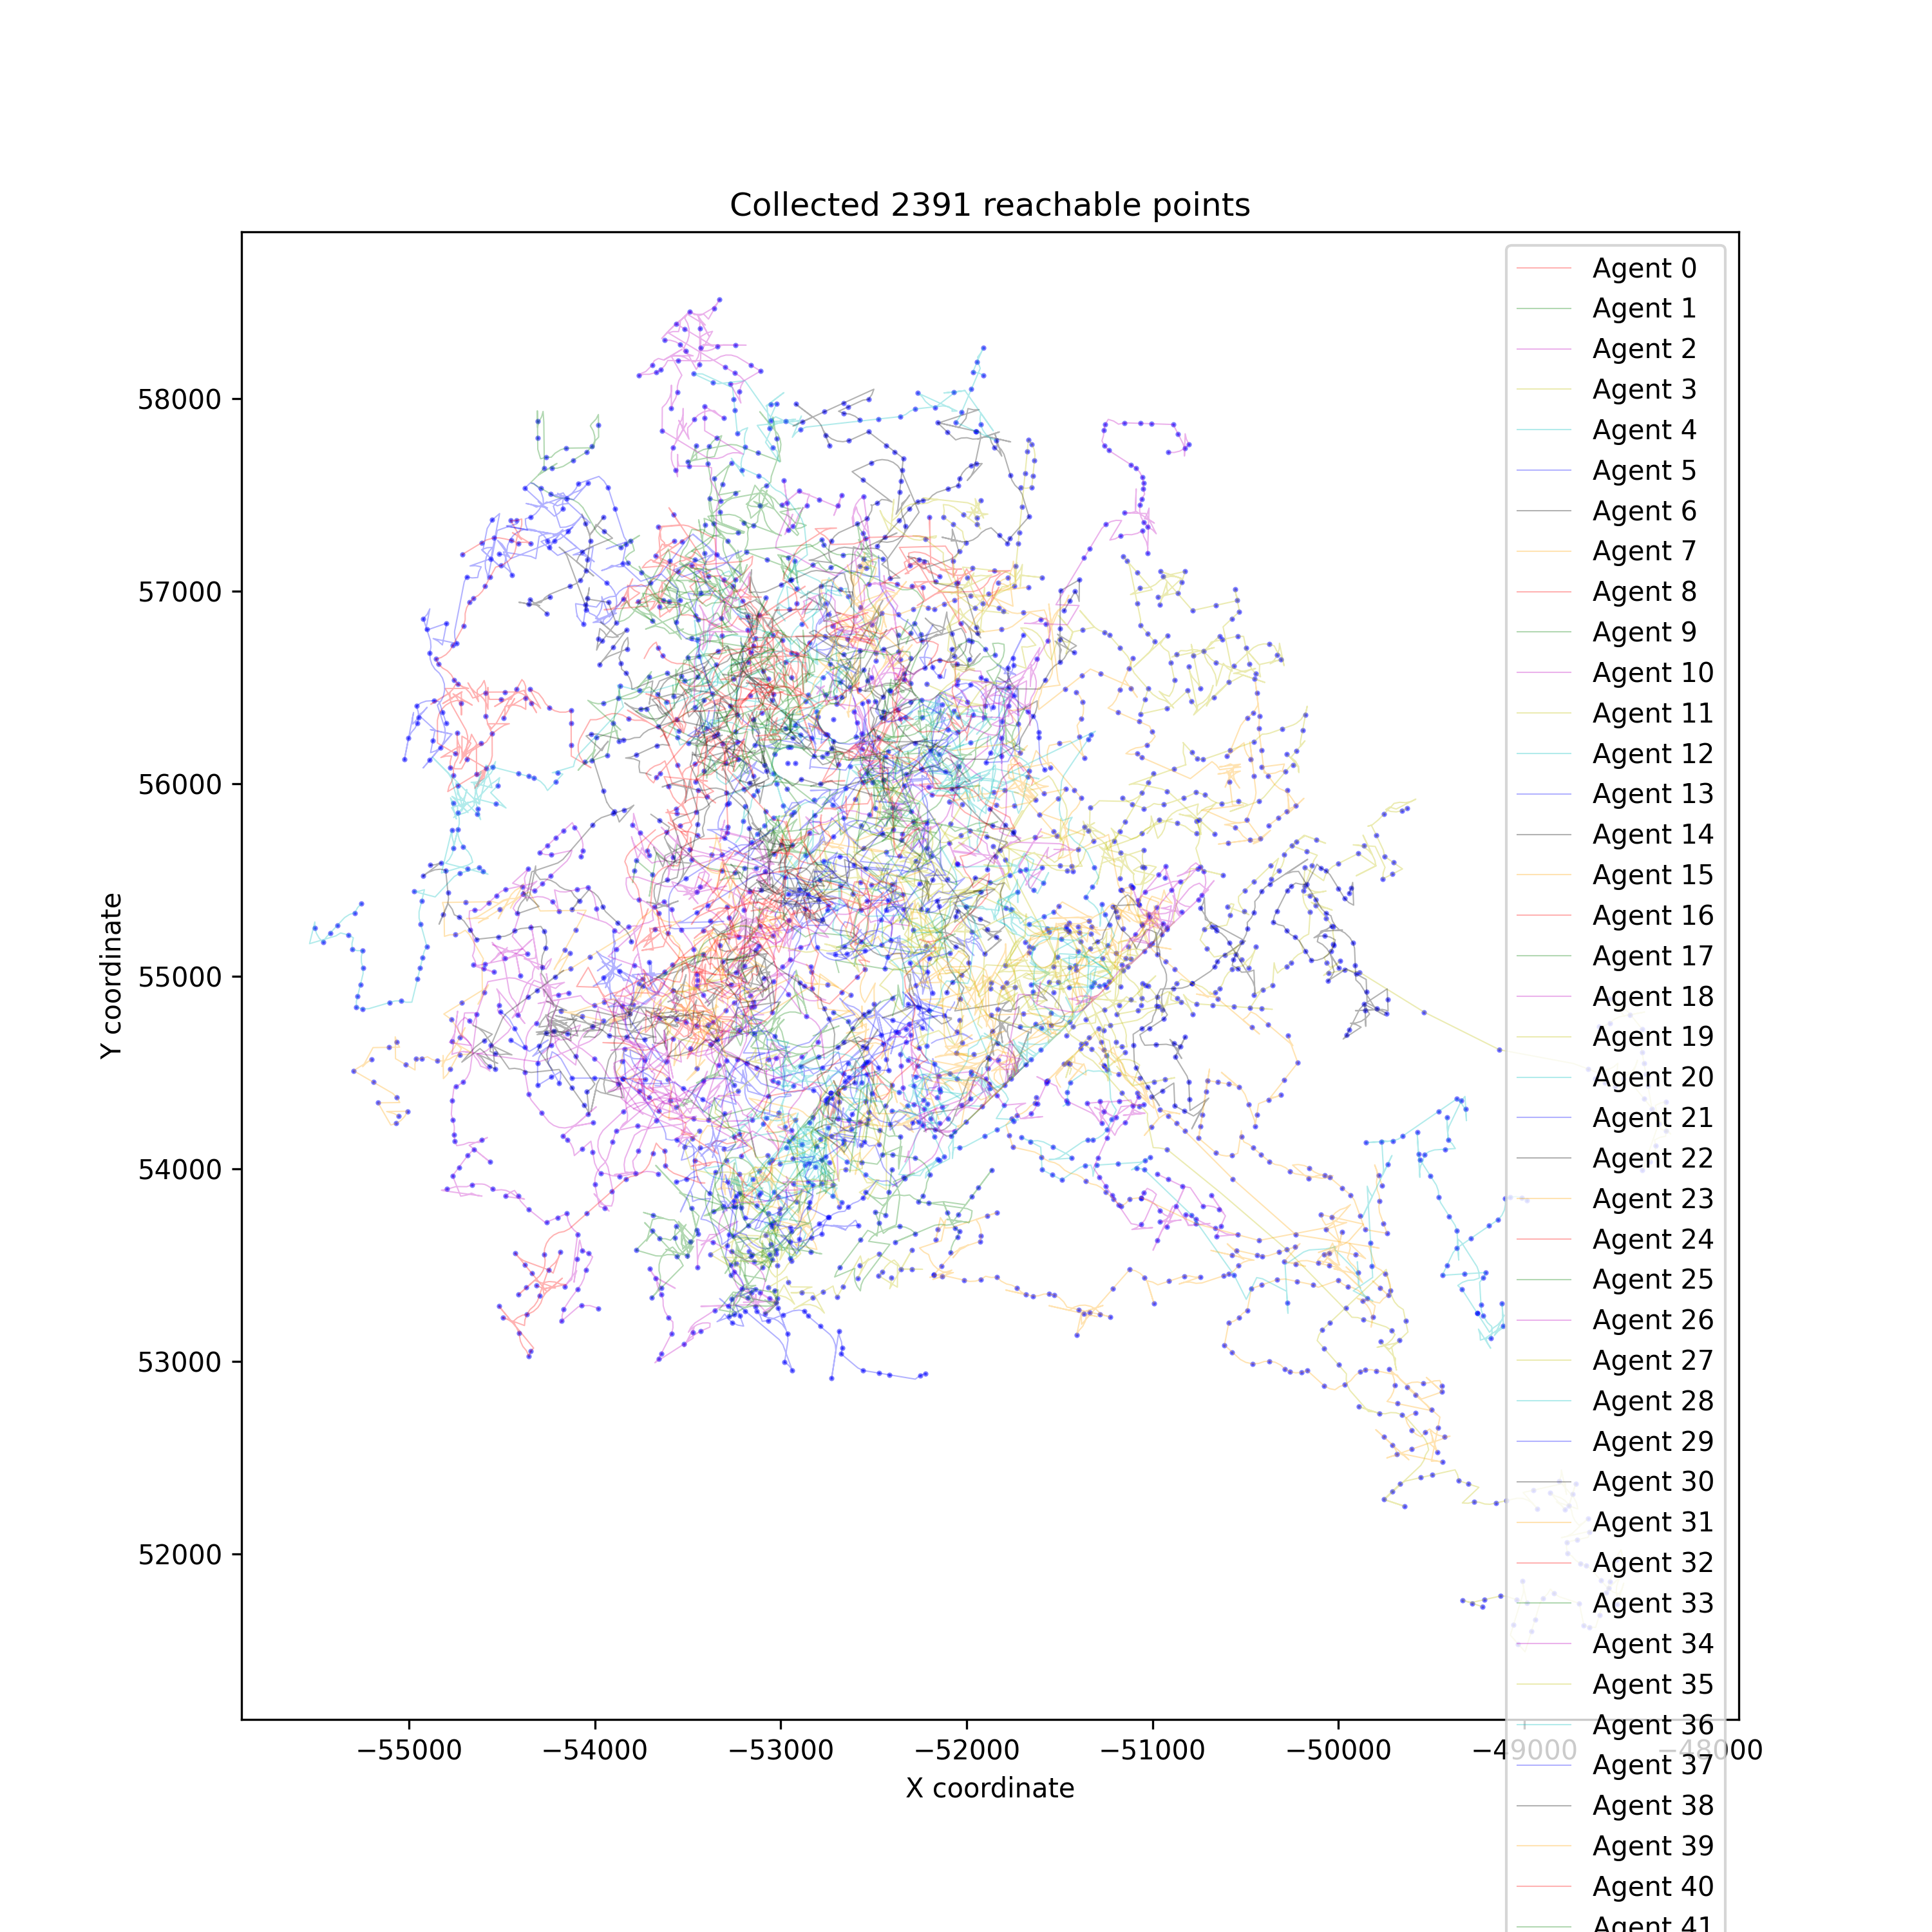 Collected 2391 reachable points
Y coordinate
58000
57000
56000
55000
54000
53000
52000
−55000
−54000
−53000
−52000
−51000
−50000
−49000
−48000
X coordinate
Agent 0
Agent 1
Agent 2
Agent 3
Agent 4
Agent 5
Agent 6
Agent 7
Agent 8
Agent 9
Agent 10
Agent 11
Agent 12
Agent 13
Agent 14
Agent 15
Agent 16
Agent 17
Agent 18
Agent 19
Agent 20
Agent 21
Agent 22
Agent 23
Agent 24
Agent 25
Agent 26
Agent 27
Agent 28
Agent 29
Agent 30
Agent 31
Agent 32
Agent 33
Agent 34
Agent 35
Agent 36
Agent 37
Agent 38
Agent 39
Agent 40
Agent 41